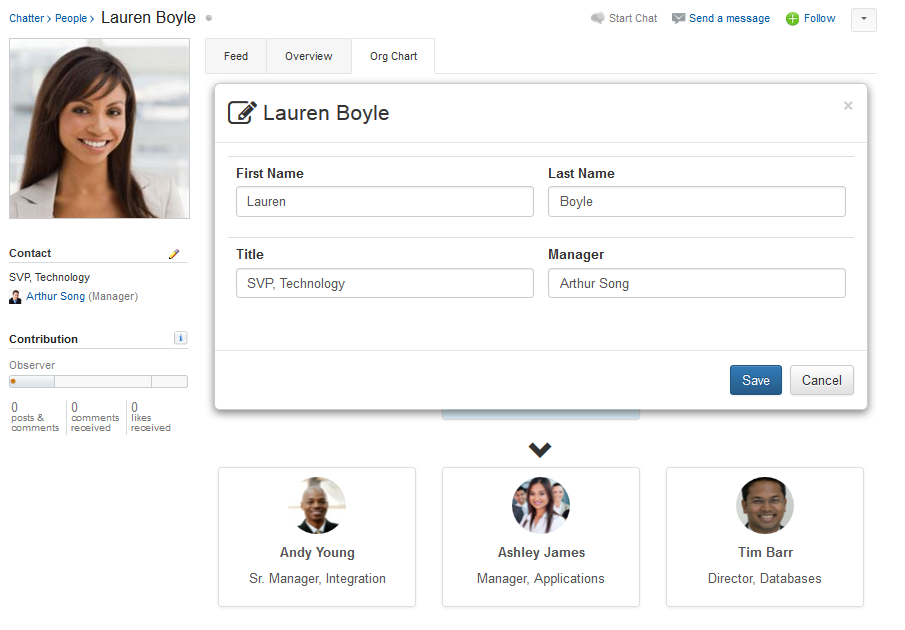 Chatter › People › Lauren Boyle
Start Chat Send a message Follow
Feed Overview Org Chart
Lauren Boyle ×
First Name Last Name
Lauren Boyle
Title Manager
SVP, Technology Arthur Song
Save Cancel
Contact
SVP, Technology
Arthur Song (Manager)
Contribution i
Observer
0 0 0
posts & comments likes
comments received received
Andy Young Ashley James Tim Barr
Sr. Manager, Integration Manager, Applications Director, Databases